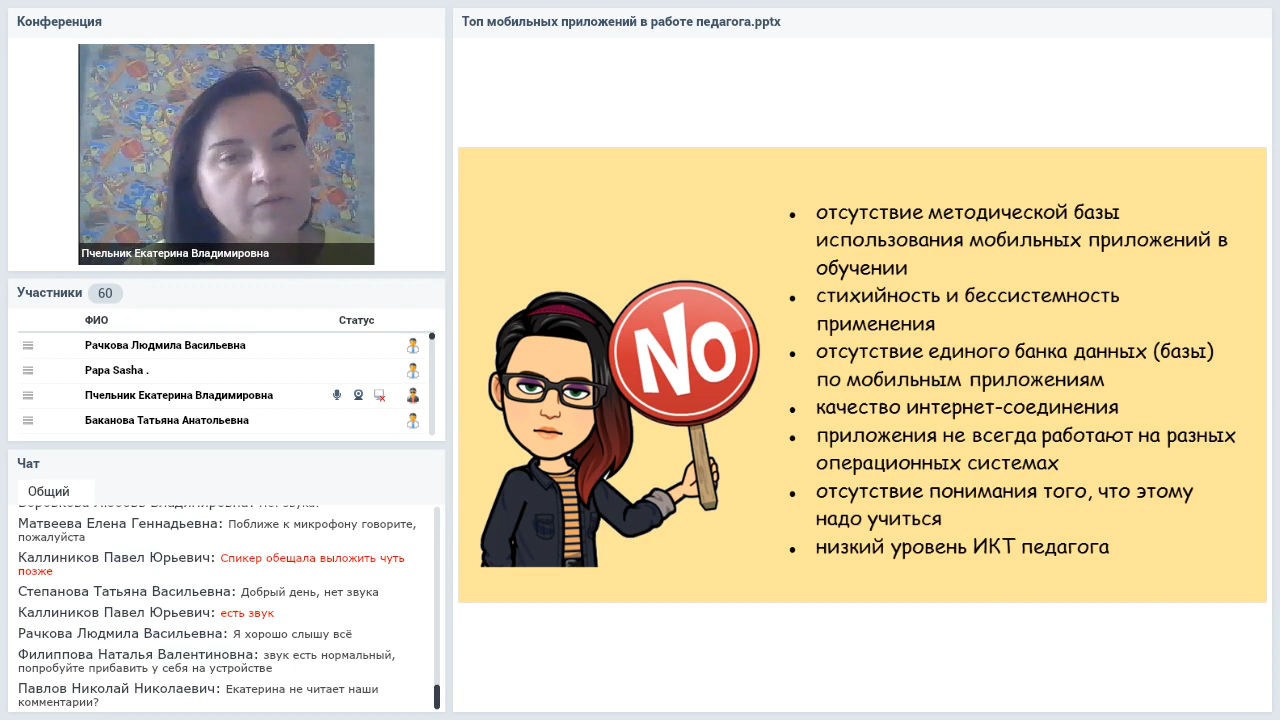 Конференция
Пчельник Екатерина Владимировна
Участники 60
ФИО Статус
Рачкова Людмила Васильевна
Papa Sasha .
Пчельник Екатерина Владимировна
Баканова Татьяна Анатольевна
Чат
Общий
Матвеева Елена Геннадьевна: Поближе к микрофону говорите,
пожалуйста
Каллиников Павел Юрьевич: Спикер обещала выложить чуть
позже
Степанова Татьяна Васильевна: Добрый день, нет звука
Каллиников Павел Юрьевич: есть звук
Рачкова Людмила Васильевна: Я хорошо слышу всё
Филиппова Наталья Валентиновна: звук есть нормальный,
попробуйте прибавить у себя на устройстве
Павлов Николай Николаевич: Екатерина не читает наши
комментарии?
Топ мобильных приложений в работе педагога.pptx
NO
• отсутствие методической базы
использования мобильных приложений в
обучении
• стихийность и бессистемность
применения
• отсутствие единого банка данных (базы)
по мобильным приложениям
• качество интернет-соединения
• приложения не всегда работают на разных
операционных системах
• отсутствие понимания того, что этому
надо учиться
• низкий уровень ИКТ педагога